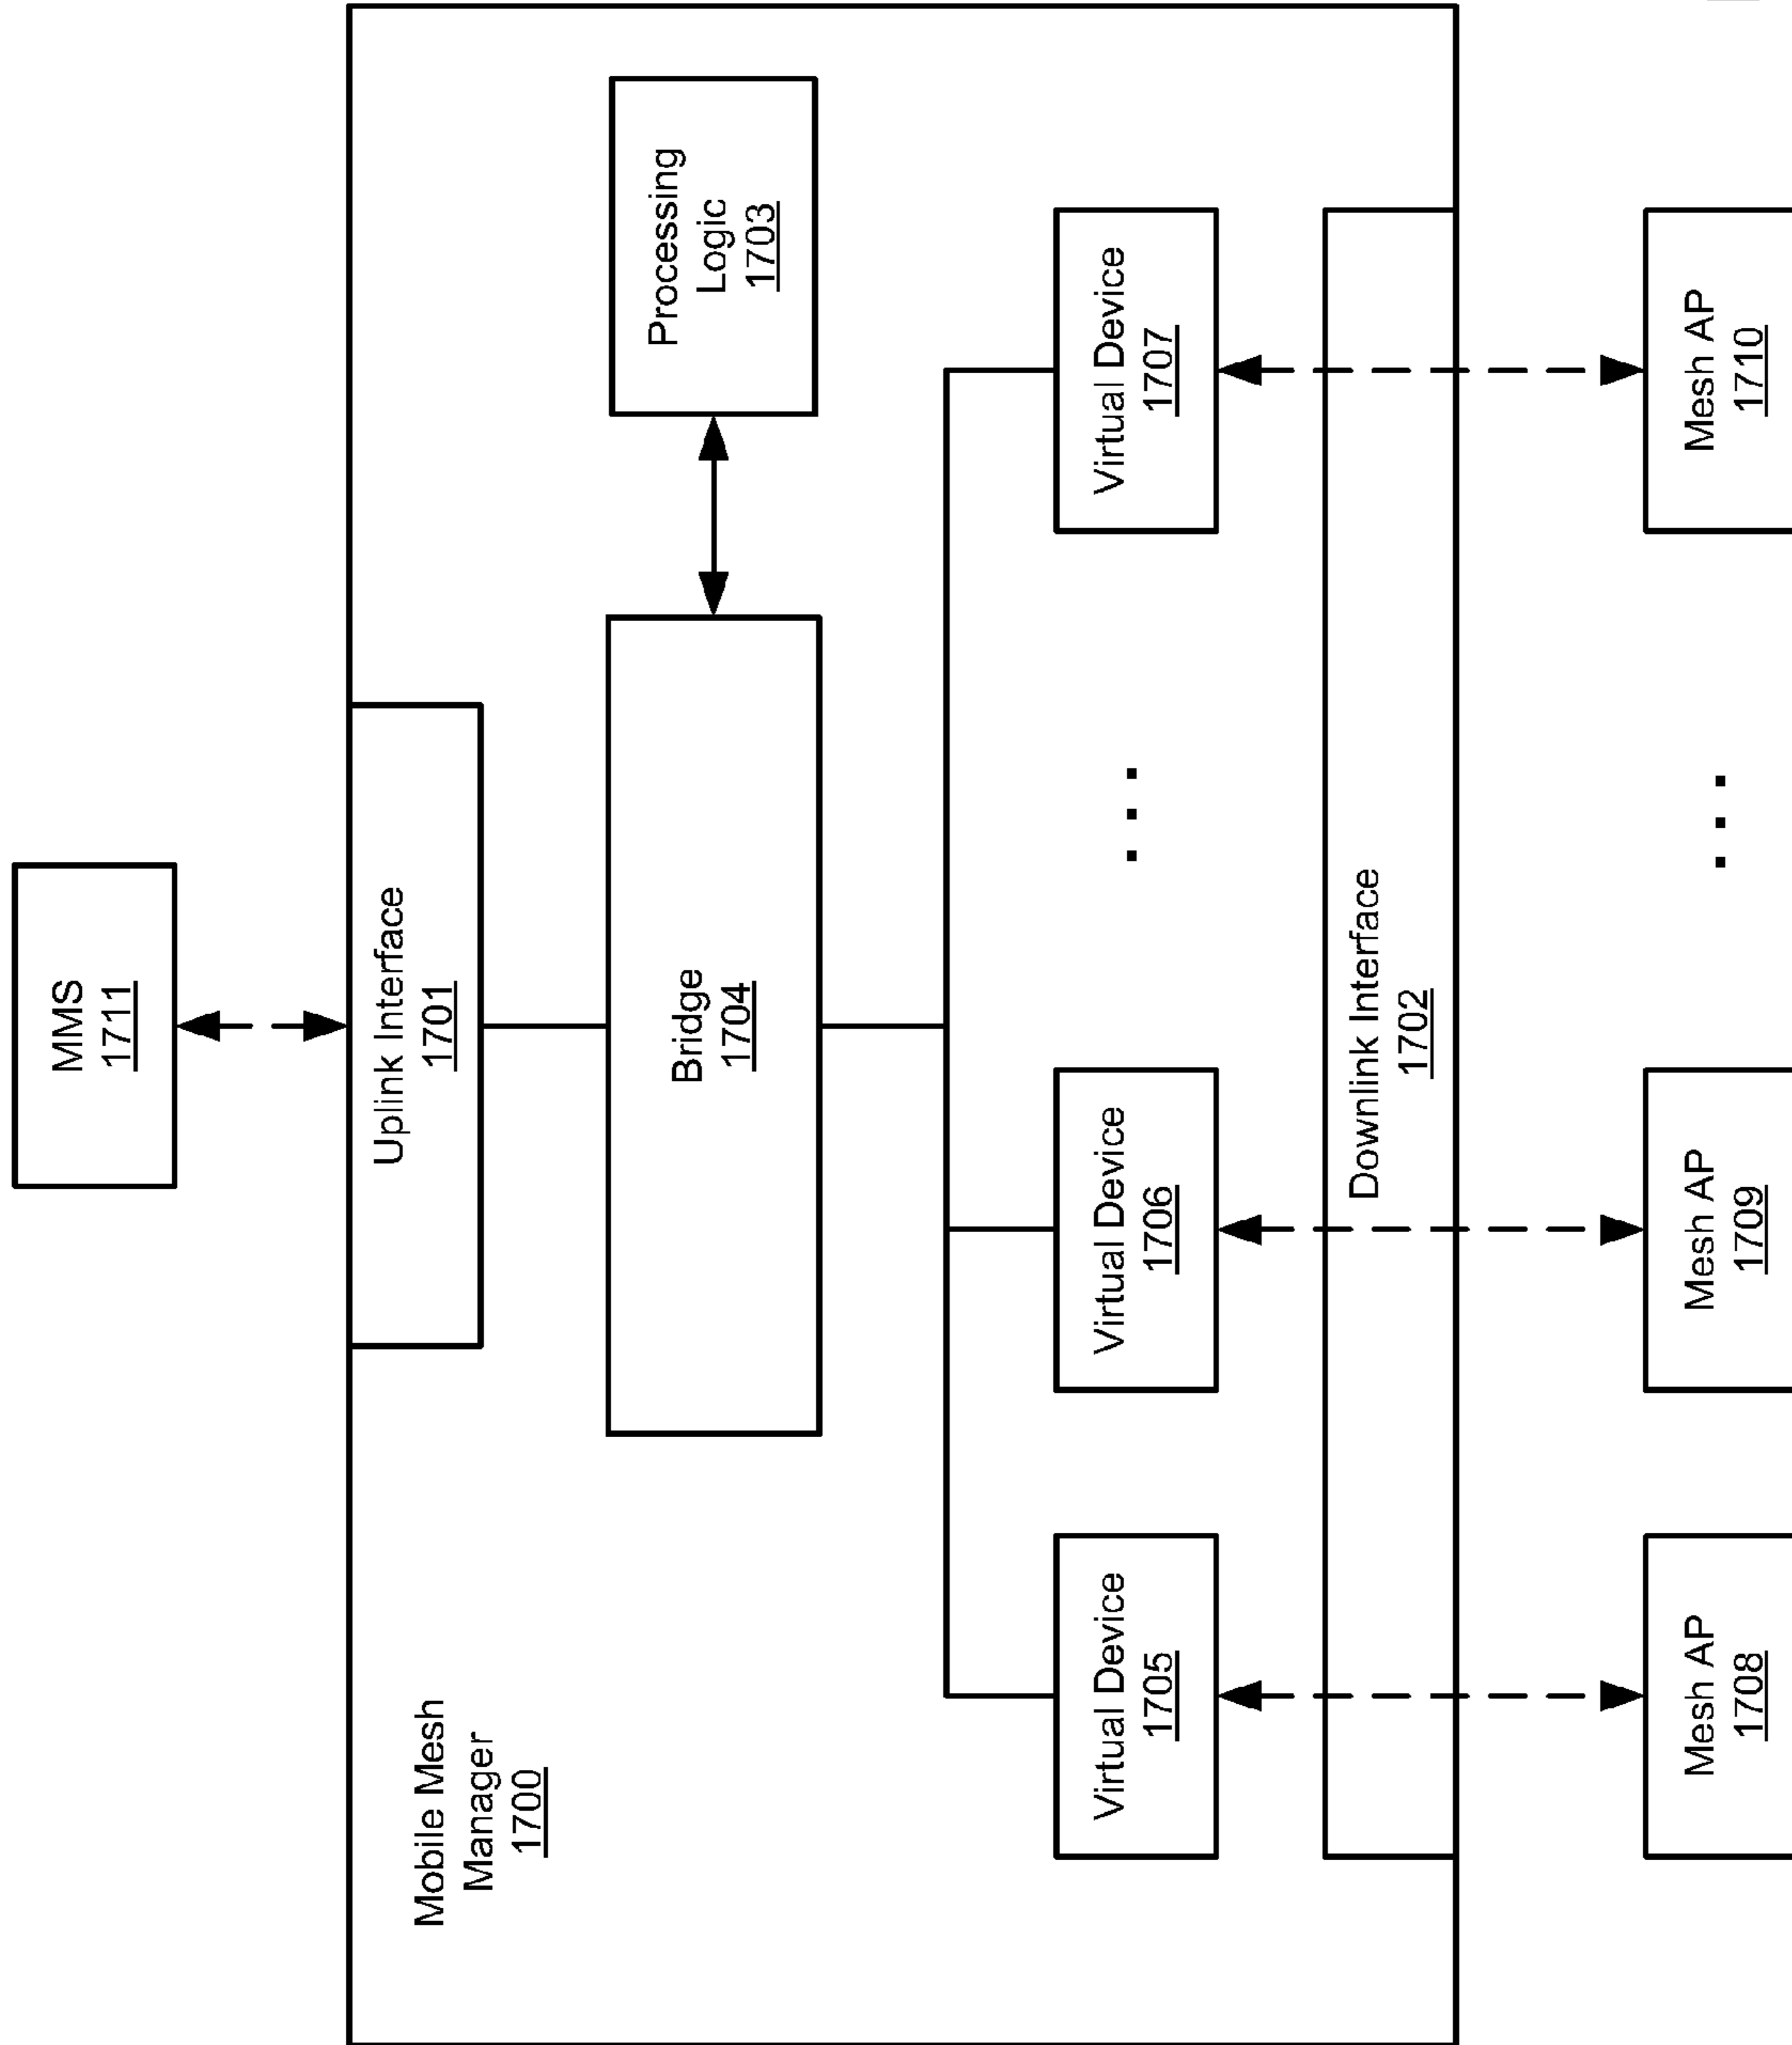 MMS
1711
Mobile Mesh
Manager
1700
Uplink Interface
1701
Bridge
1704
Processing
Logic
1703
Virtual Device
1705
Virtual Device
1706
. . .
Virtual Device
1707
Downlink Interface
1702
Mesh AP
1708
Mesh AP
1709
. . .
Mesh AP
1710